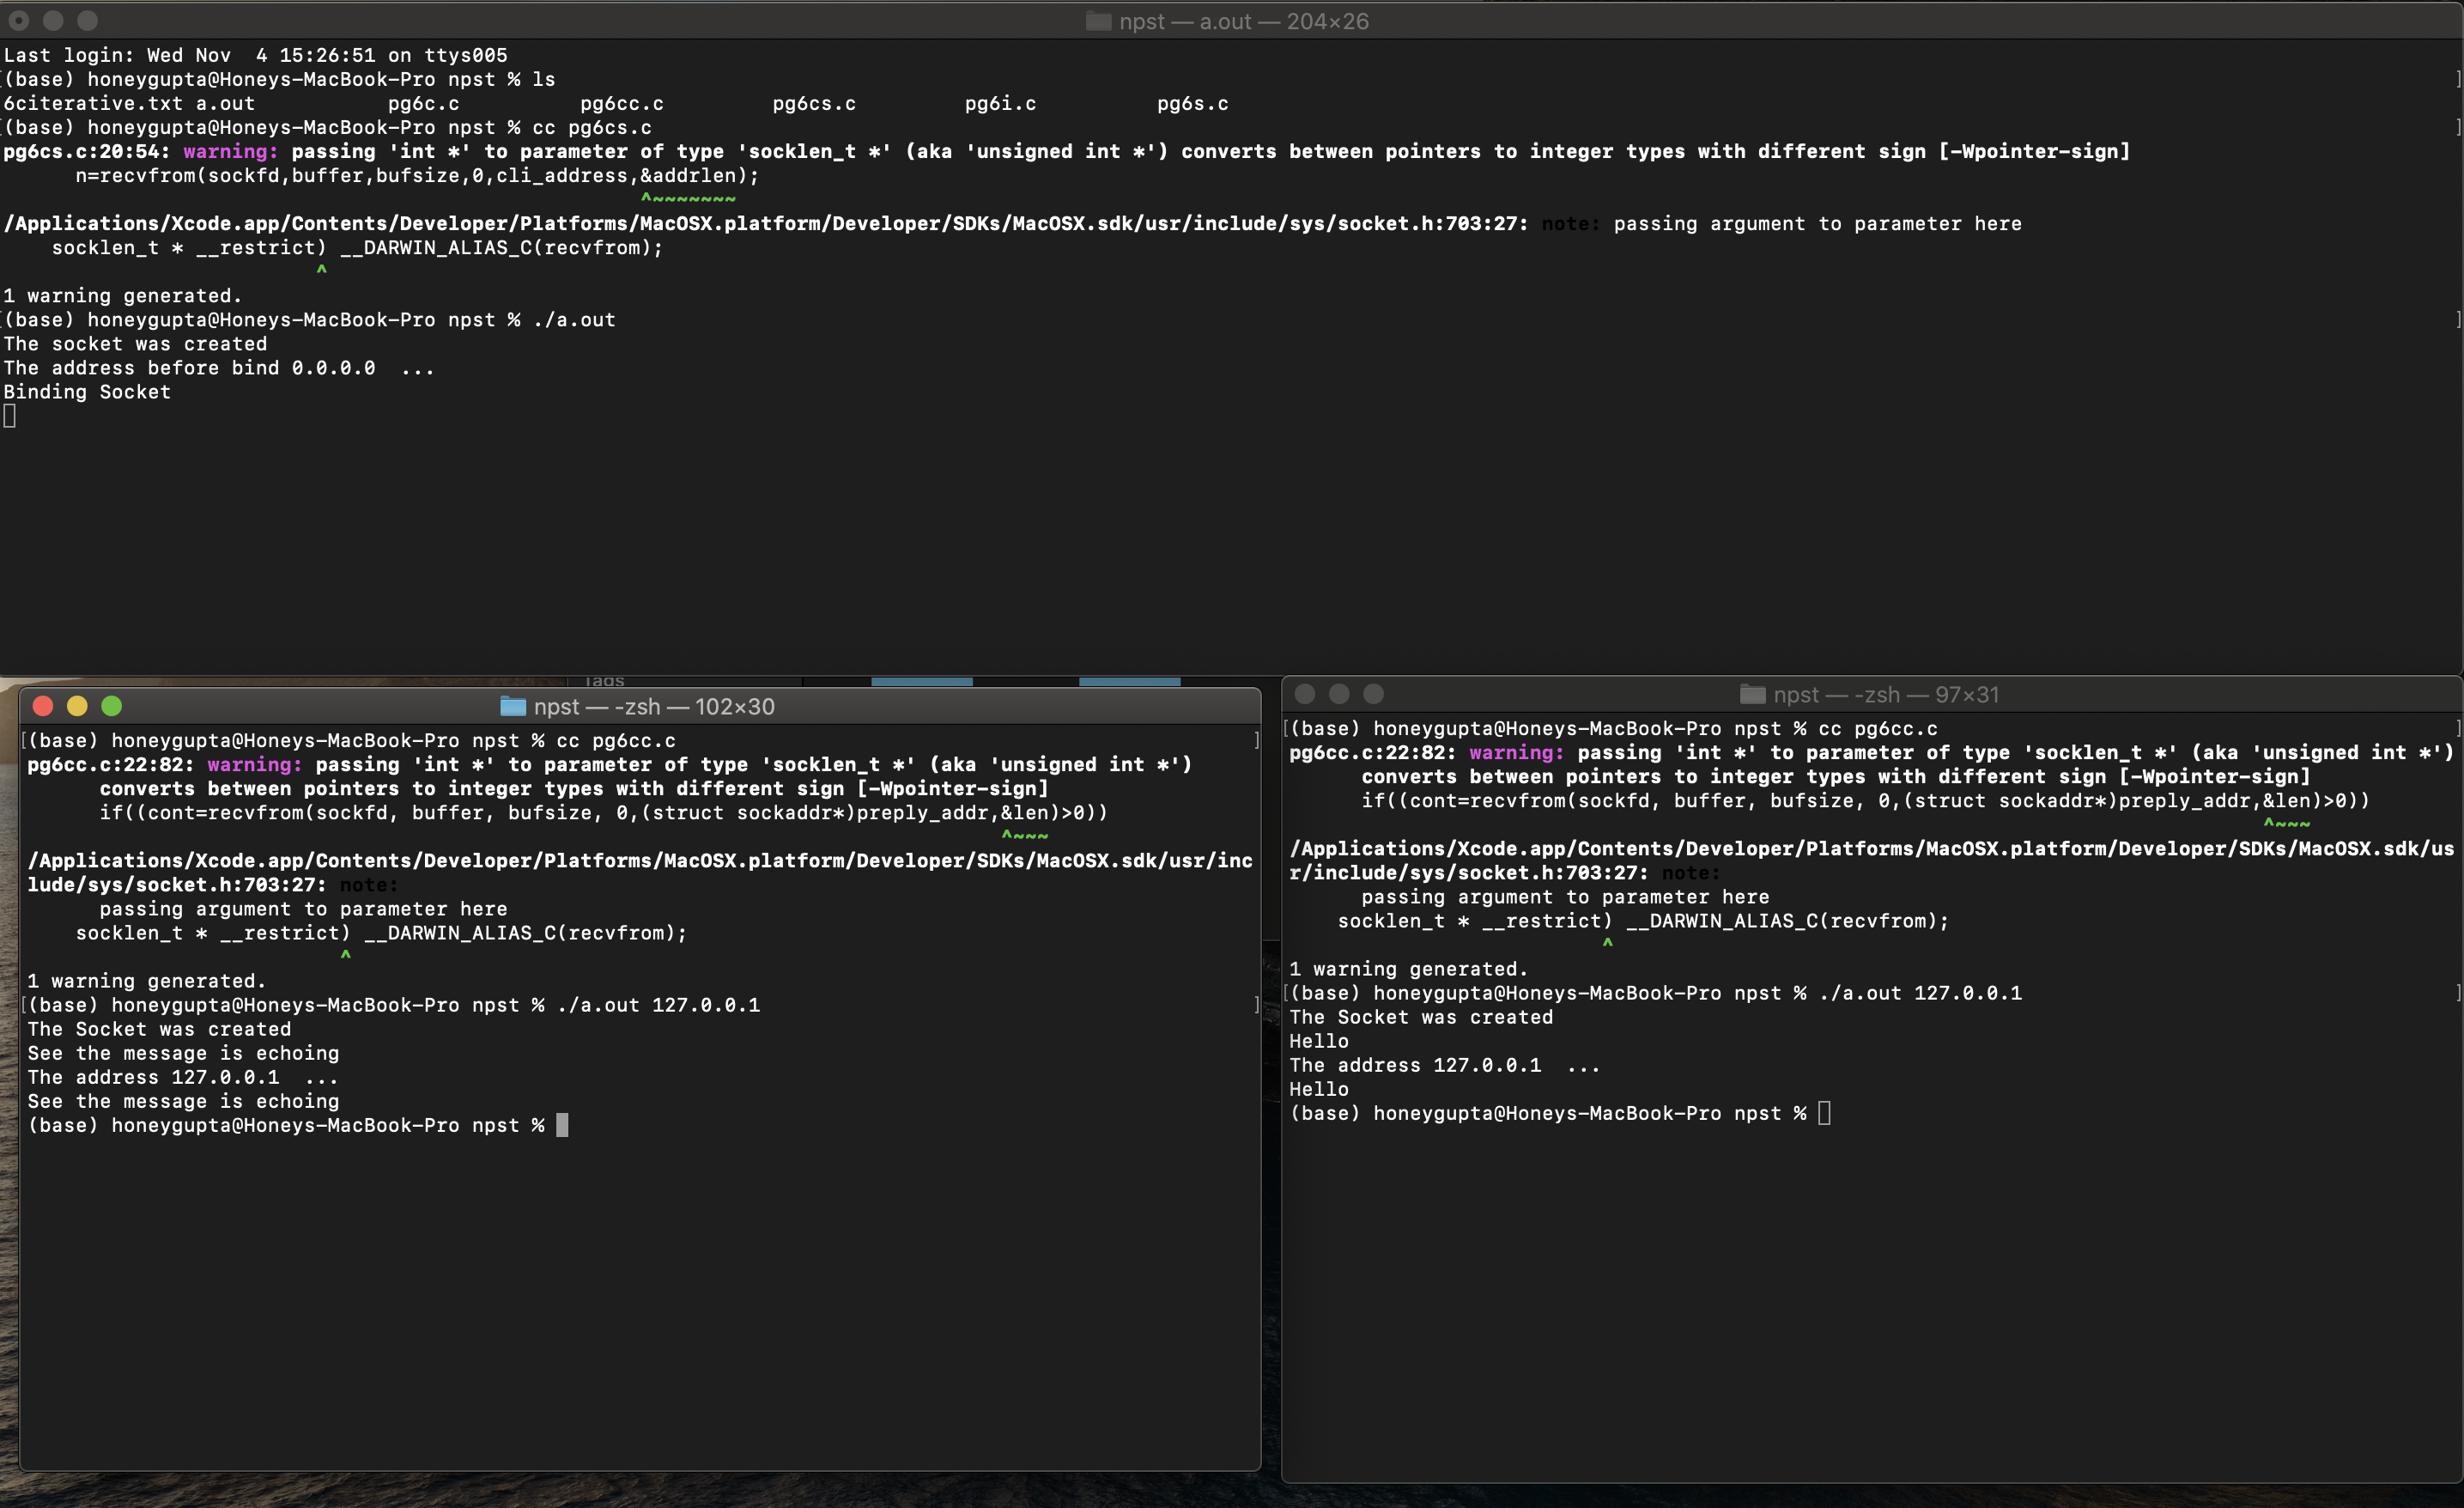 npst — a.out — 204×26
Last login: Wed Nov  4 15:26:51 on ttys005
[(base) honeygupta@Honeys-MacBook-Pro npst % ls ]
6citerative.txt a.out           pg6c.c          pg6cc.c         pg6cs.c         pg6i.c          pg6s.c
[(base) honeygupta@Honeys-MacBook-Pro npst % cc pg6cs.c ]
pg6cs.c:20:54: warning: passing 'int *' to parameter of type 'socklen_t *' (aka 'unsigned int *') converts between pointers to integer types with different sign [-Wpointer-sign]
      n=recvfrom(sockfd,buffer,bufsize,0,cli_address,&addrlen);
                                                     ^~~~~~~~
/Applications/Xcode.app/Contents/Developer/Platforms/MacOSX.platform/Developer/SDKs/MacOSX.sdk/usr/include/sys/socket.h:703:27: note: passing argument to parameter here
    socklen_t * __restrict) __DARWIN_ALIAS_C(recvfrom);
                          ^
1 warning generated.
[(base) honeygupta@Honeys-MacBook-Pro npst % ./a.out ]
The socket was created
The address before bind 0.0.0.0  ...
Binding Socket
Tags
npst — -zsh — 102×30
[(base) honeygupta@Honeys-MacBook-Pro npst % cc pg6cc.c ]
pg6cc.c:22:82: warning: passing 'int *' to parameter of type 'socklen_t *' (aka 'unsigned int *')
      converts between pointers to integer types with different sign [-Wpointer-sign]
      if((cont=recvfrom(sockfd, buffer, bufsize, 0,(struct sockaddr*)preply_addr,&len)>0))
                                                                                 ^~~~
/Applications/Xcode.app/Contents/Developer/Platforms/MacOSX.platform/Developer/SDKs/MacOSX.sdk/usr/inc
lude/sys/socket.h:703:27: note:
      passing argument to parameter here
    socklen_t * __restrict) __DARWIN_ALIAS_C(recvfrom);
                          ^
1 warning generated.
[(base) honeygupta@Honeys-MacBook-Pro npst % ./a.out 127.0.0.1 ]
The Socket was created
See the message is echoing
The address 127.0.0.1  ...
See the message is echoing
(base) honeygupta@Honeys-MacBook-Pro npst %
npst — -zsh — 97×31
[(base) honeygupta@Honeys-MacBook-Pro npst % cc pg6cc.c ]
pg6cc.c:22:82: warning: passing 'int *' to parameter of type 'socklen_t *' (aka 'unsigned int *')
      converts between pointers to integer types with different sign [-Wpointer-sign]
      if((cont=recvfrom(sockfd, buffer, bufsize, 0,(struct sockaddr*)preply_addr,&len)>0))
                                                                                 ^~~~
/Applications/Xcode.app/Contents/Developer/Platforms/MacOSX.platform/Developer/SDKs/MacOSX.sdk/us
r/include/sys/socket.h:703:27: note:
      passing argument to parameter here
    socklen_t * __restrict) __DARWIN_ALIAS_C(recvfrom);
                          ^
1 warning generated.
[(base) honeygupta@Honeys-MacBook-Pro npst % ./a.out 127.0.0.1 ]
The Socket was created
Hello
The address 127.0.0.1  ...
Hello
(base) honeygupta@Honeys-MacBook-Pro npst %